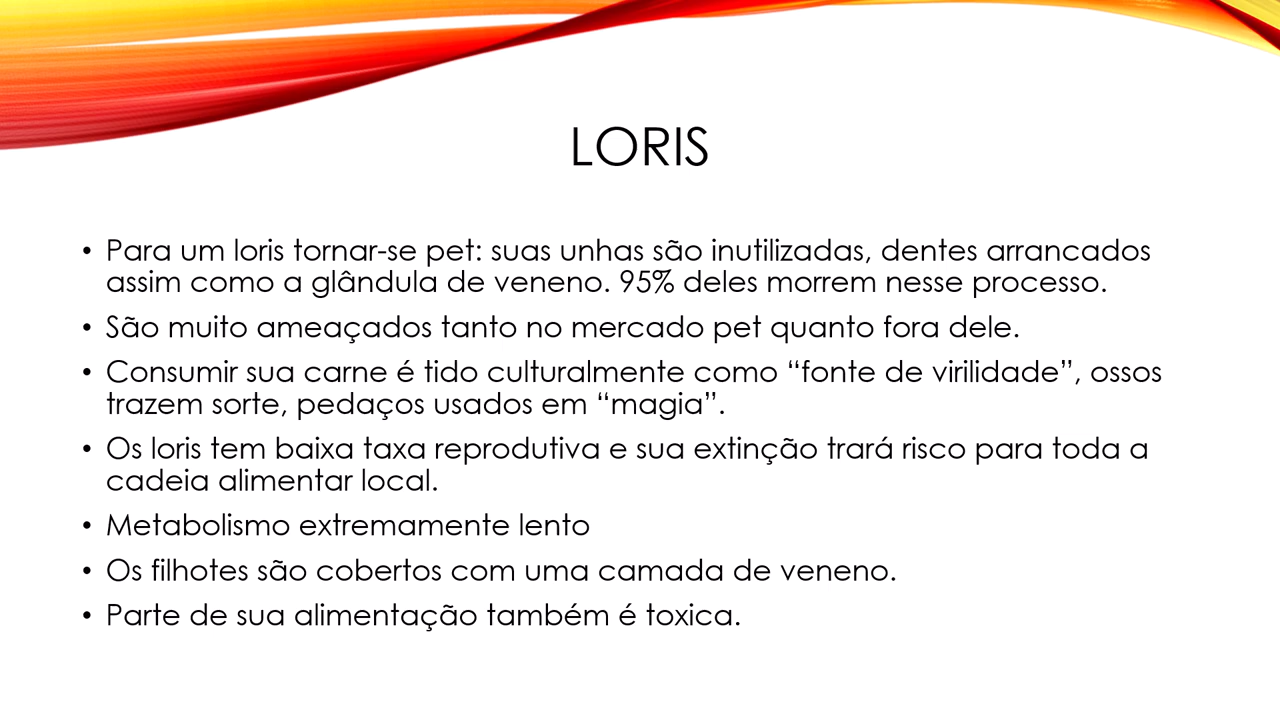 LORIS
• Para um loris tornar-se pet: suas unhas são inutilizadas, dentes arrancados
assim como a glândula de veneno. 95% deles morrem nesse processo.
• São muito ameaçados tanto no mercado pet quanto fora dele.
• Consumir sua carne é tido culturalmente como “fonte de virilidade”, ossos
trazem sorte, pedaços usados em “magia”.
• Os loris tem baixa taxa reprodutiva e sua extinção trará risco para toda a
cadeia alimentar local.
• Metabolismo extremamente lento
• Os filhotes são cobertos com uma camada de veneno.
• Parte de sua alimentação também é toxica.